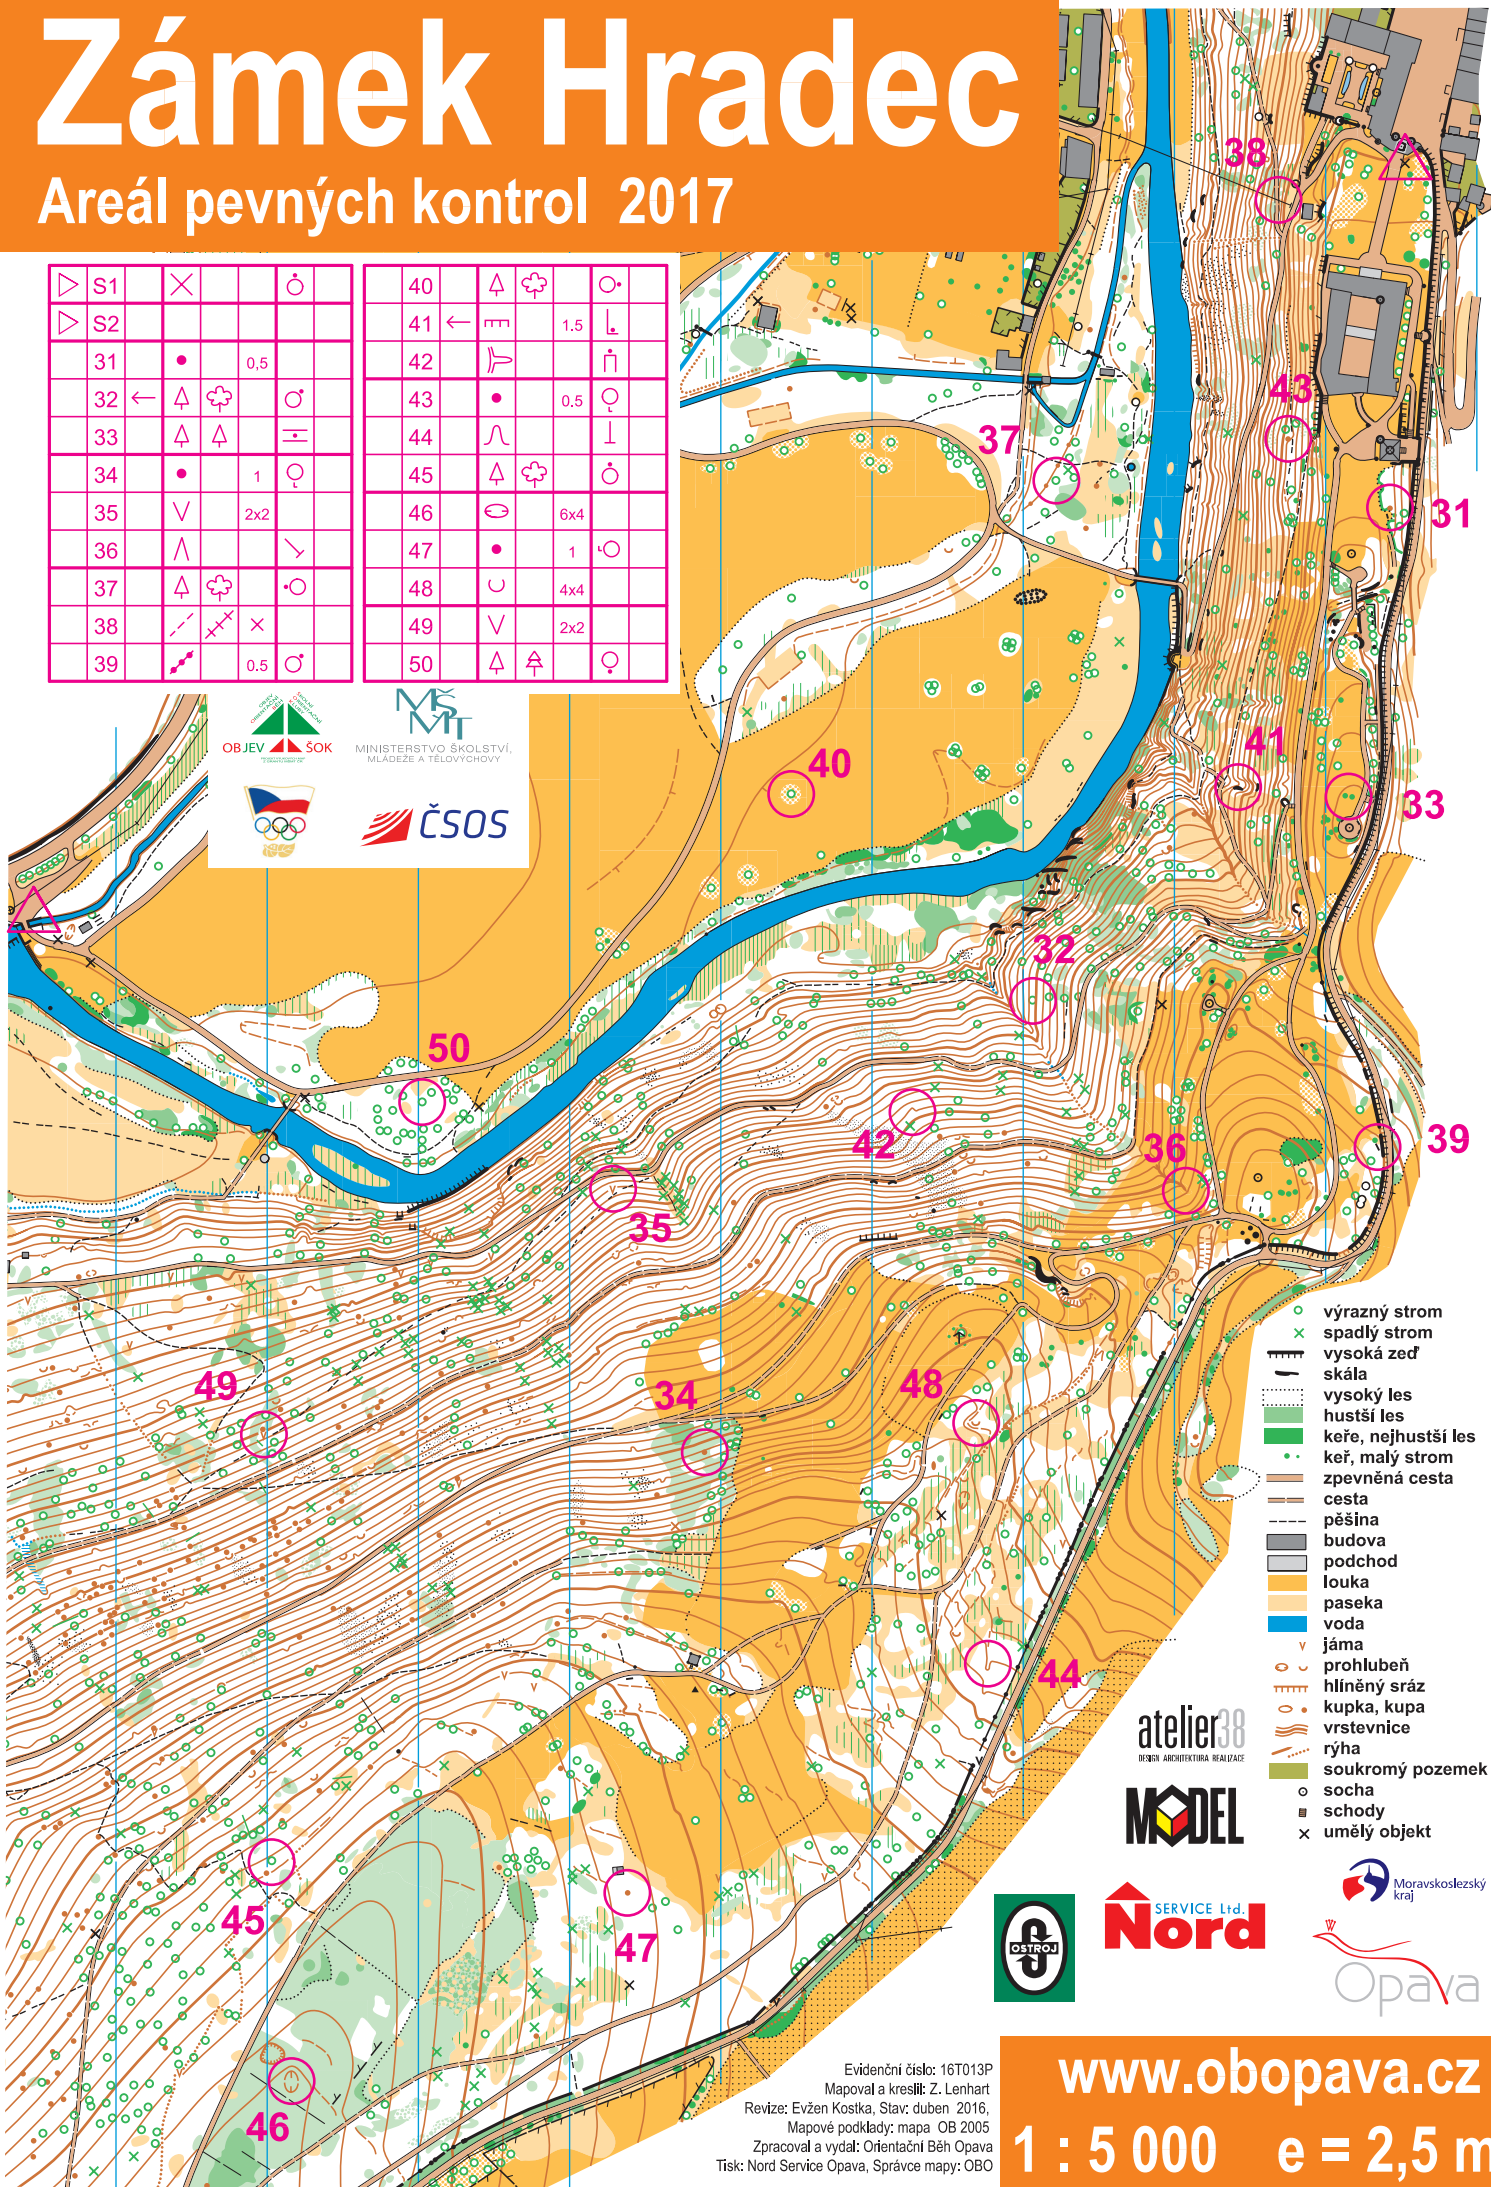 Zámek Hradec
Areál pevných kontrol 2017
S1
S2
31 0,5
32
33
34 1
35 2x2
36
37
38
39 0.5
40
41 1.5
42
43 0.5
44
45
46 6x4
47 1
48 4x4
49 2x2
50
OBJEV ŠOK
MŠMT
MINISTERSTVO ŠKOLSTVÍ,
MLÁDEŽE A TĚLOVÝCHOVY
ČSOS
38
43
37
31
40
41
33
32
50
42
36
39
35
49
34
48
44
45
47
46
výrazný strom
spadlý strom
vysoká zeď
skála
vysoký les
hustší les
keře, nejhustší les
keř, malý strom
zpevněná cesta
cesta
pěšina
budova
podchod
louka
paseka
voda
jáma
prohlubeň
hlíněný sráz
kupka, kupa
vrstevnice
rýha
soukromý pozemek
socha
schody
umělý objekt
atelier38
DESIGN ARCHITEKTURA REALIZACE
MODEL
Moravskoslezský
kraj
OSTROJ
SERVICE Ltd.
Nord
Opava
Evidenční číslo: 16T013P
Mapoval a kreslil: Z. Lenhart
Revize: Evžen Kostka, Stav: duben 2016,
Mapové podklady: mapa OB 2005
Zpracoval a vydal: Orientační Běh Opava
Tisk: Nord Service Opava, Správce mapy: OBO
www.obopava.cz
1 : 5 000 e = 2,5 m